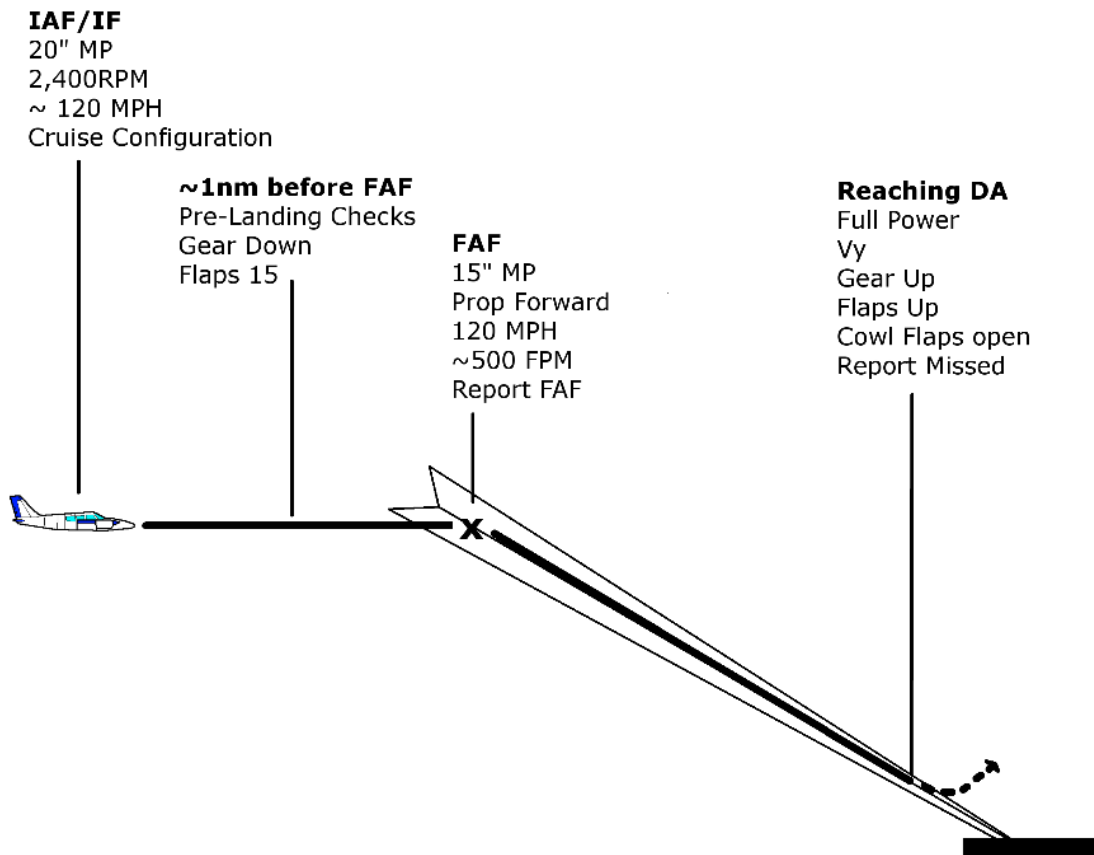 IAF/IF
20" MP
2,400RPM
~ 120 MPH
Cruise Configuration
~1nm before FAF
Pre-Landing Checks
Gear Down
Flaps 15
FAF
15" MP
Prop Forward
120 MPH
~500 FPM
Report FAF
Reaching DA
Full Power
Vy
Gear Up
Flaps Up
Cowl Flaps open
Report Missed
X